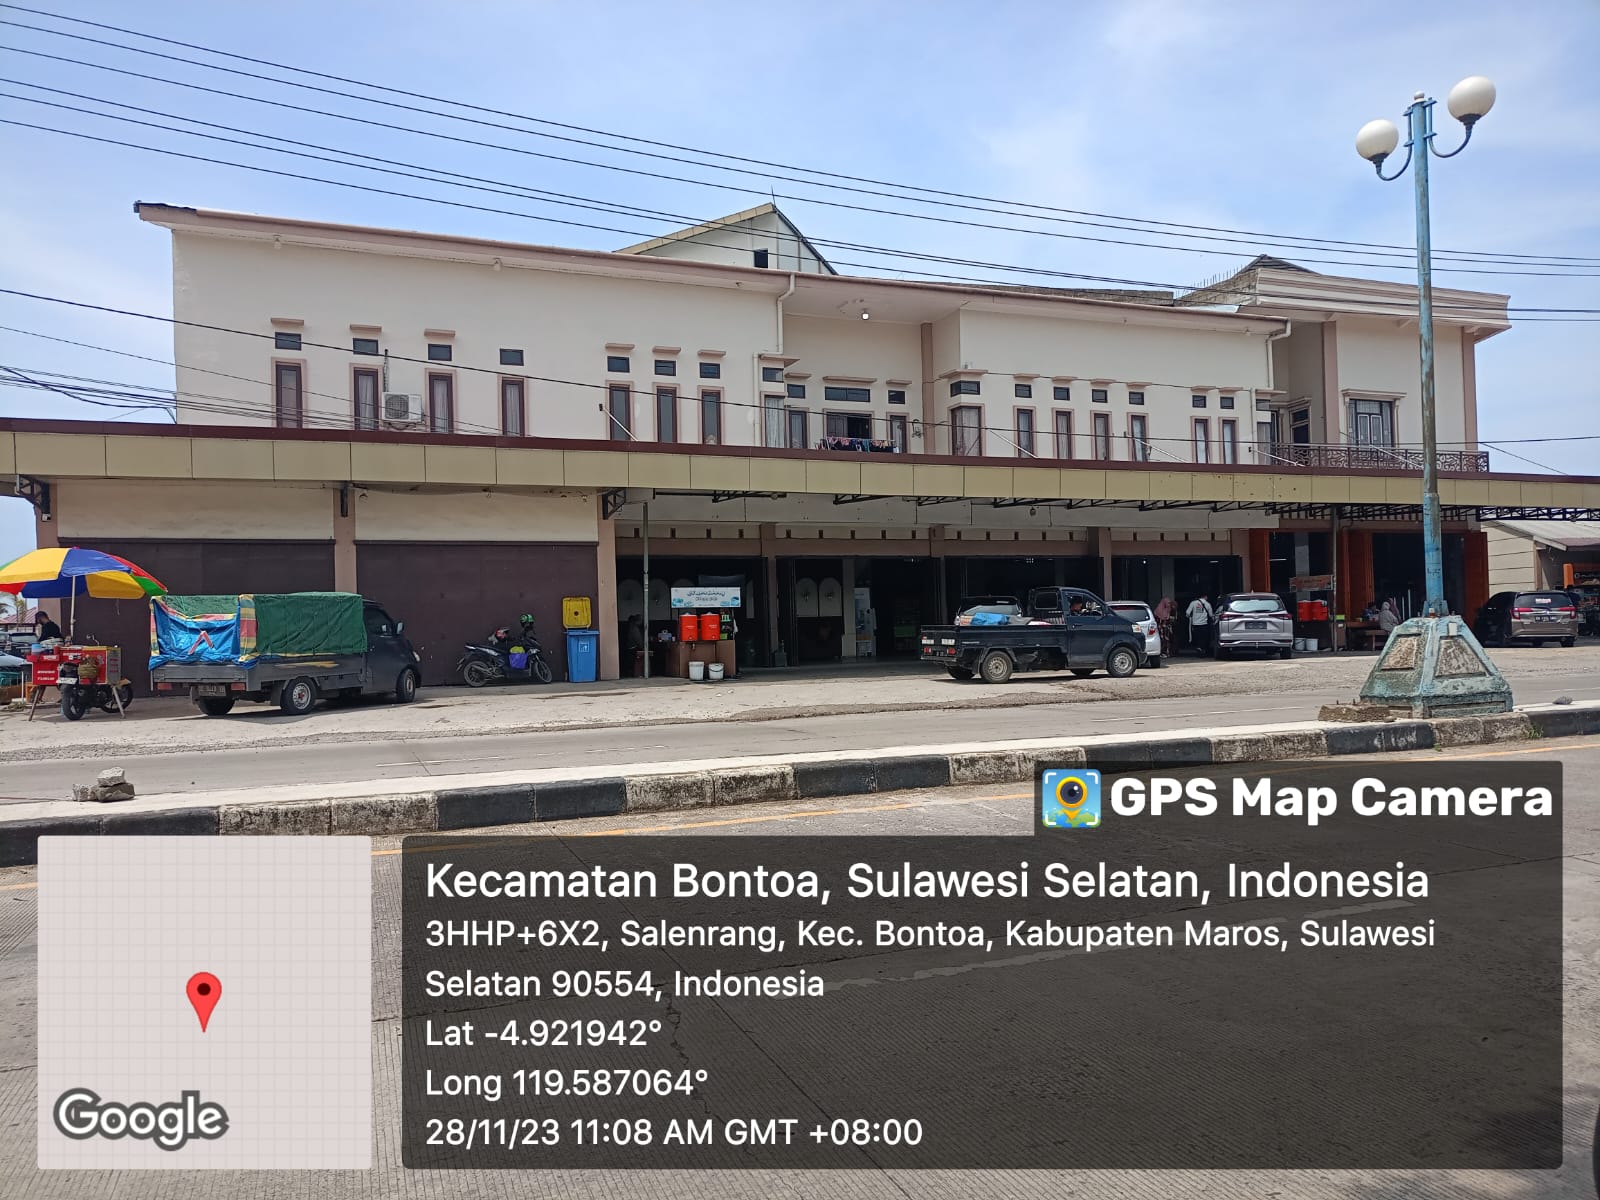 GPS Map Camera
Kecamatan Bontoa, Sulawesi Selatan, Indonesia
3HHP+6X2, Salenrang, Kec. Bontoa, Kabupaten Maros, Sulawesi
Selatan 90554, Indonesia
Lat -4.921942°
Long 119.587064°
28/11/23 11:08 AM GMT +08:00
Google